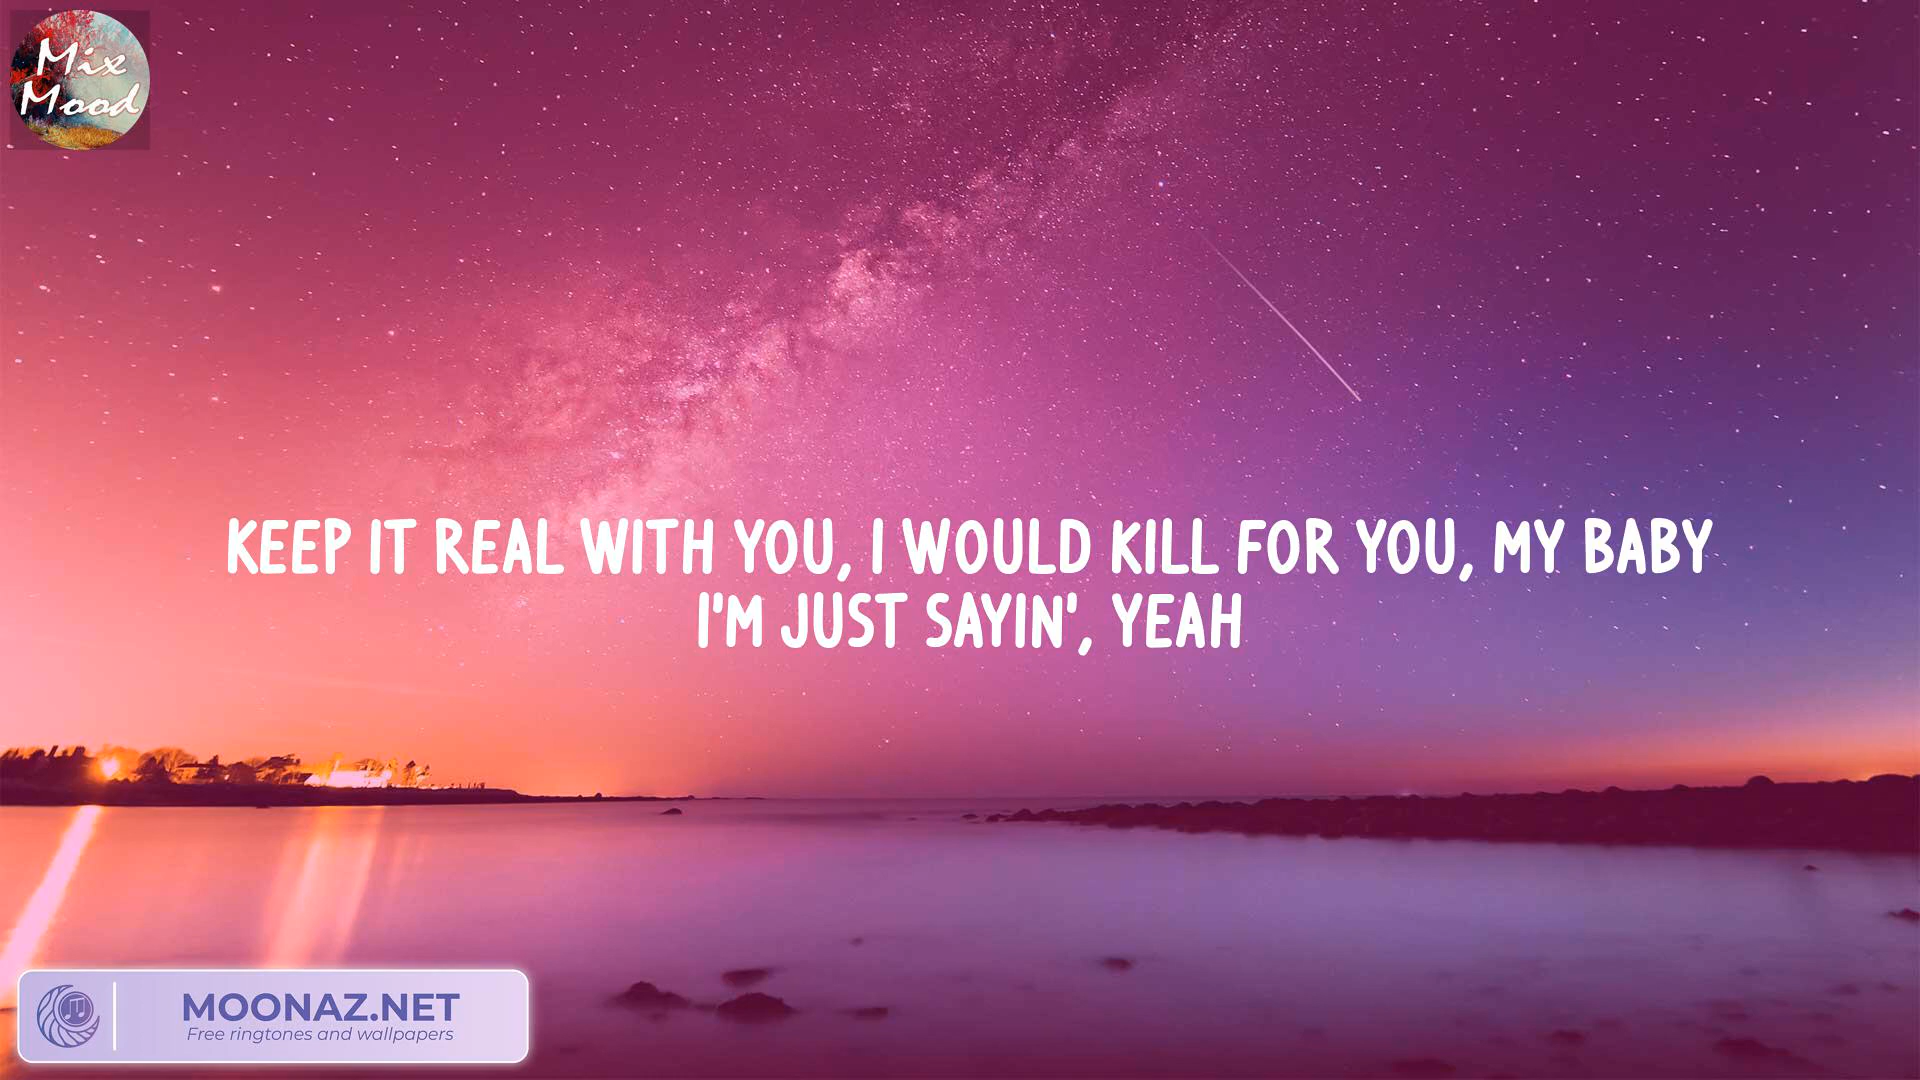 Mix
Mood
KEEP IT REAL WITH YOU, I WOULD KILL FOR YOU, MY BABY
I'M JUST SAYIN', YEAH
MOONAZ.NET
Free ringtones and wallpapers